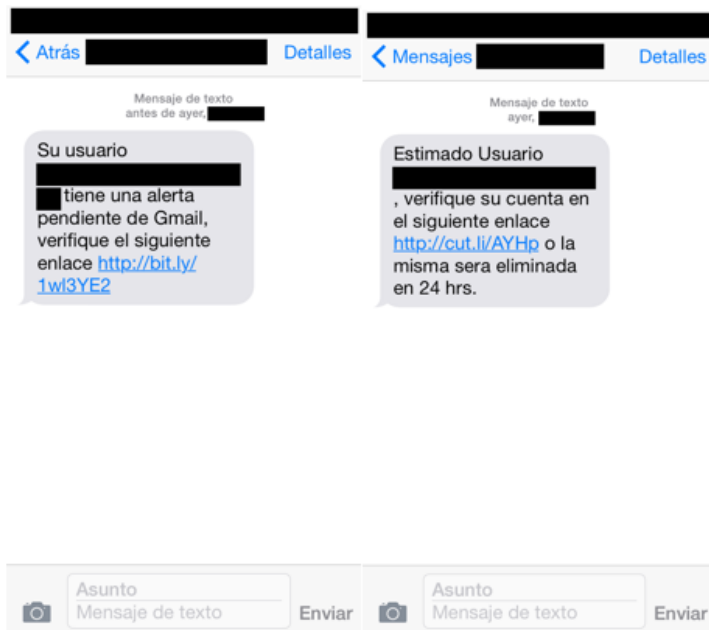 Atrás
Detalles
Mensaje de texto
antes de ayer,
Su usuario
tiene una alerta
pendiente de Gmail,
verifique el siguiente
enlace http://bit.ly/
1wl3YE2
Asunto
Mensaje de texto
Enviar
Mensajes
Detalles
Mensaje de texto
ayer,
Estimado Usuario
, verifique su cuenta en
el siguiente enlace
http://cut.li/AYHp o la
misma sera eliminada
en 24 hrs.
Asunto
Mensaje de texto
Enviar